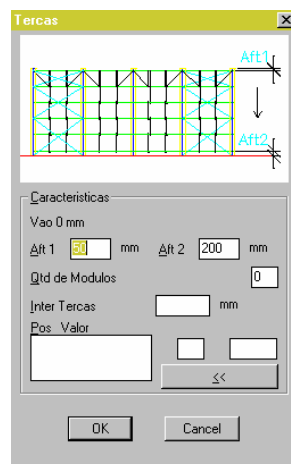 Tercas
Aft1
Aft2
Caracteristicas
Vao 0 mm
Aft 1 50 mm Aft 2 200 mm
Qtd de Modulos 0
Inter Tercas mm
Pos Valor
<<
OK Cancel